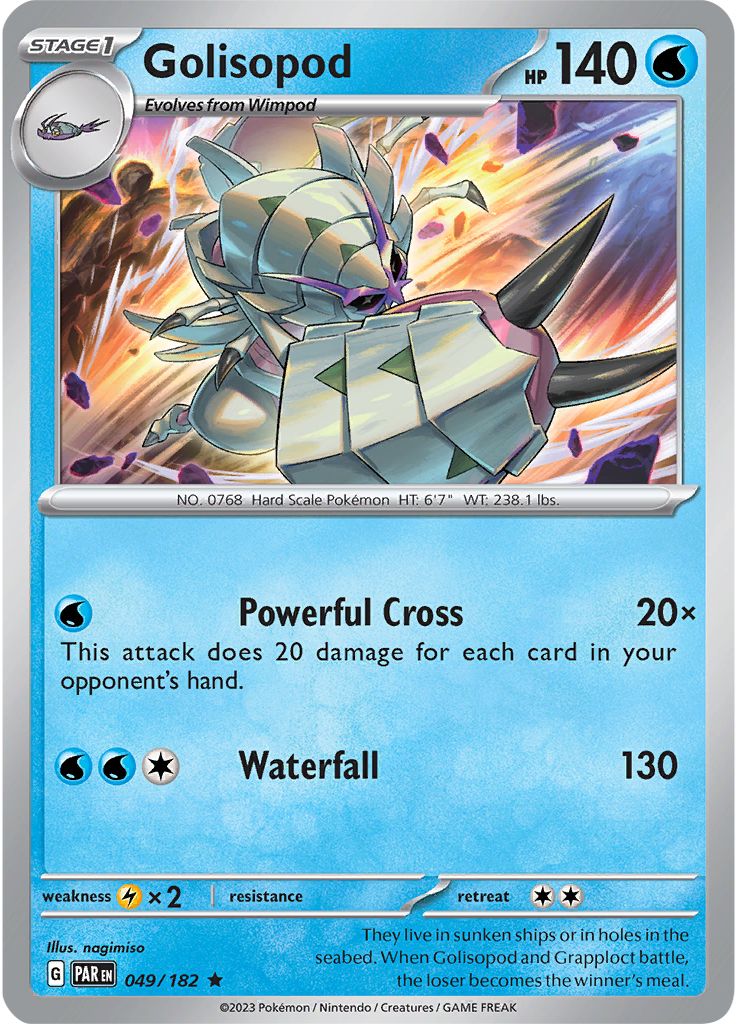 STAGE 1
Golisopod
HP 140
Evolves from Wimpod
NO. 0768 Hard Scale Pokémon HT: 6'7" WT: 238.1 lbs.
Powerful Cross 20×
This attack does 20 damage for each card in your
opponent's hand.
Waterfall 130
weakness × 2 resistance retreat
Illus. nagimiso
They live in sunken ships or in holes in the
seabed. When Golisopod and Grapploct battle,
the loser becomes the winner's meal.
G PAR EN 049/182 ★
©2023 Pokémon / Nintendo / Creatures / GAME FREAK